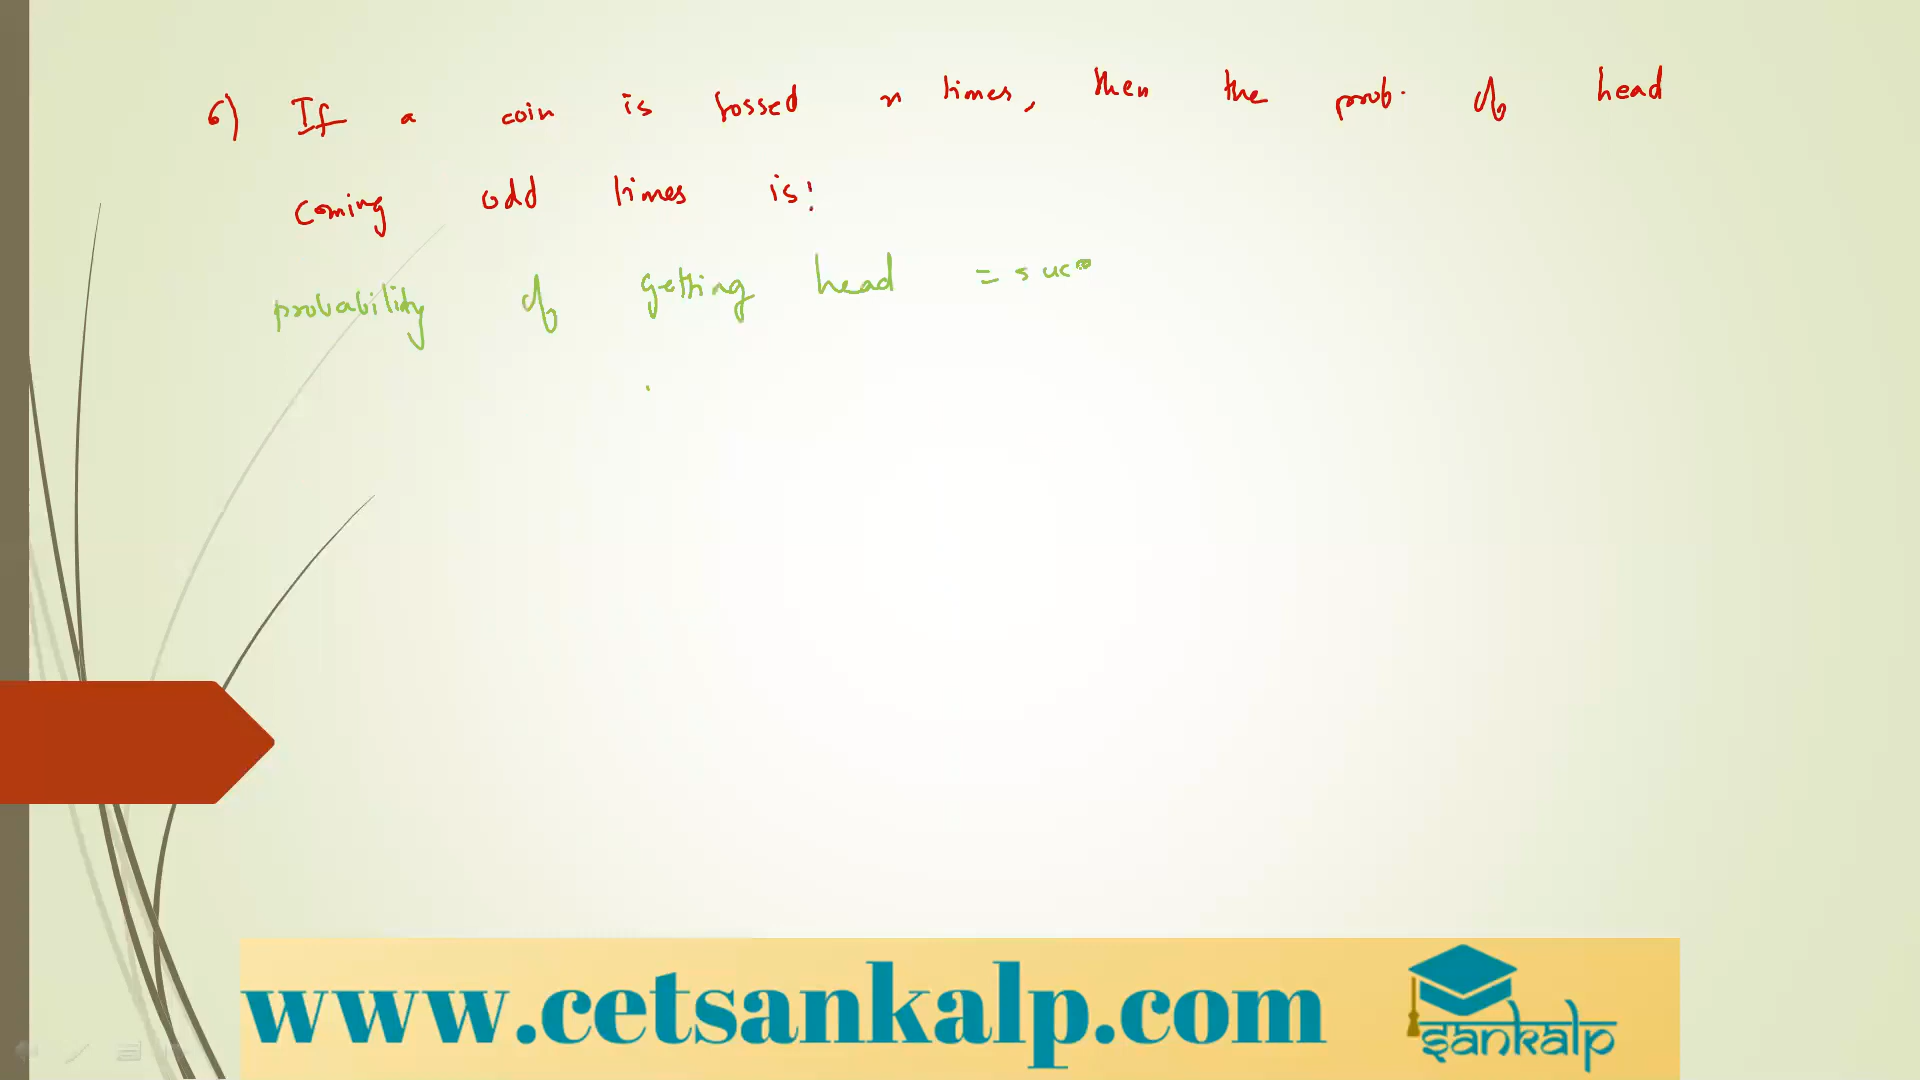 6) If a coin is tossed n times, then the prob. of head
coming odd times is:
probability of getting head = suc
www.cetsankalp.com
sankalp